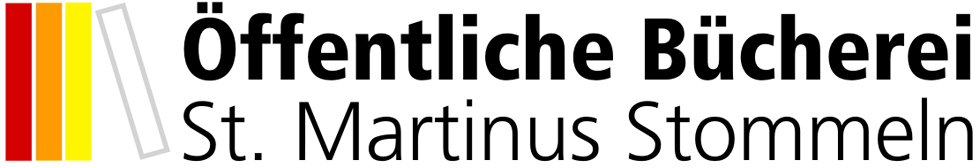 Öffentliche Bücherei
St. Martinus Stommeln